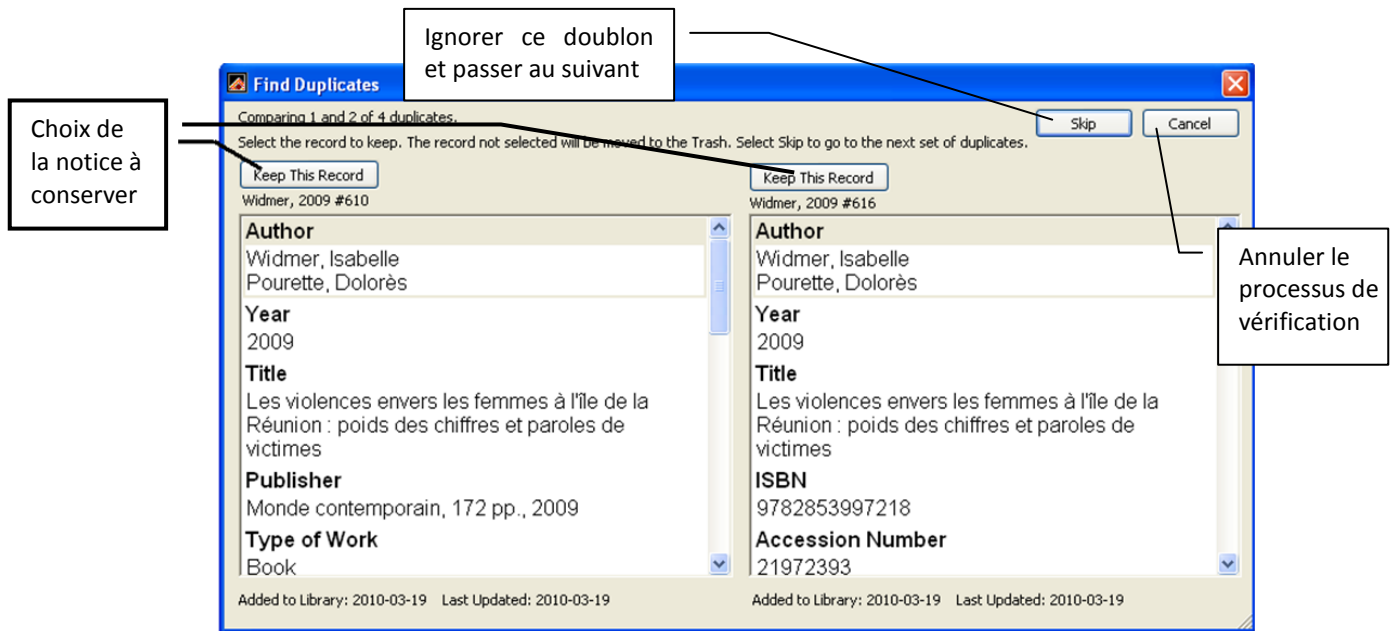 Ignorer ce doublon
et passer au suivant
Find Duplicates
Choix de
la notice à
conserver
Comparing 1 and 2 of 4 duplicates.
Skip
Cancel
Select the record to keep. The record not selected will be moved to the Trash. Select Skip to go to the next set of duplicates.
Keep This Record
Widmer, 2009 #610
Author
Widmer, Isabelle
Pourette, Dolorès
Year
2009
Title
Les violences envers les femmes à l'île de la
Réunion : poids des chiffres et paroles de
victimes
Publisher
Monde contemporain, 172 pp., 2009
Type of Work
Book
Added to Library: 2010-03-19 Last Updated: 2010-03-19
Keep This Record
Widmer, 2009 #616
Author
Widmer, Isabelle
Pourette, Dolorès
Year
2009
Title
Les violences envers les femmes à l'île de la
Réunion : poids des chiffres et paroles de
victimes
ISBN
9782853997218
Accession Number
21972393
Added to Library: 2010-03-19 Last Updated: 2010-03-19
Annuler le
processus de
vérification